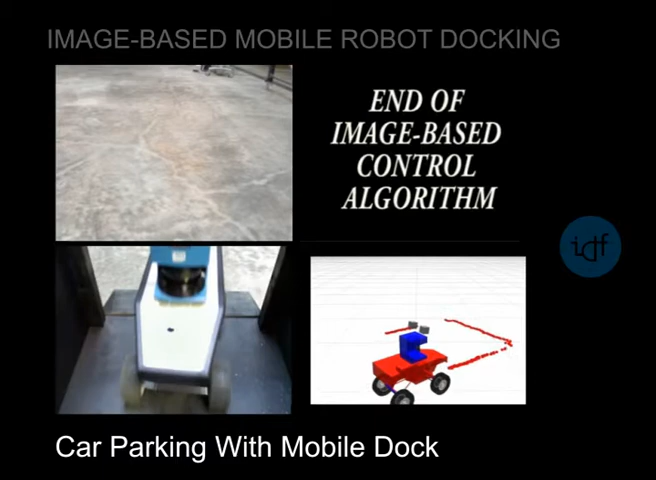 IMAGE-BASED MOBILE ROBOT DOCKING
END OF
IMAGE-BASED
CONTROL
ALGORITHM
idf
Car Parking With Mobile Dock